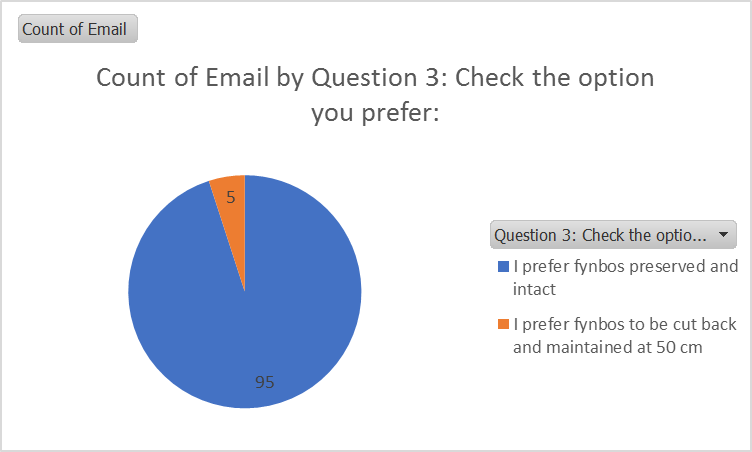 Count of Email
Count of Email by Question 3: Check the option
you prefer:
5
95
Question 3: Check the optio...
I prefer fynbos preserved and
intact
I prefer fynbos to be cut back
and maintained at 50 cm